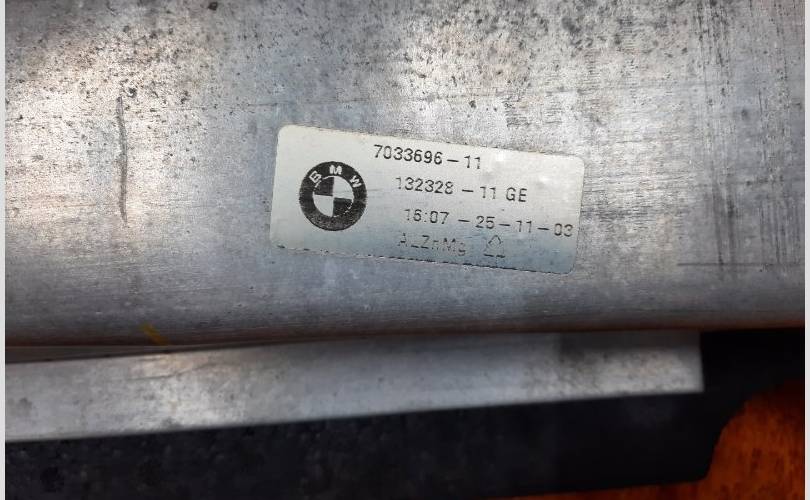 BMW
7033696-11
132328-11 GE
16:07-25-11-03
ALZnMg